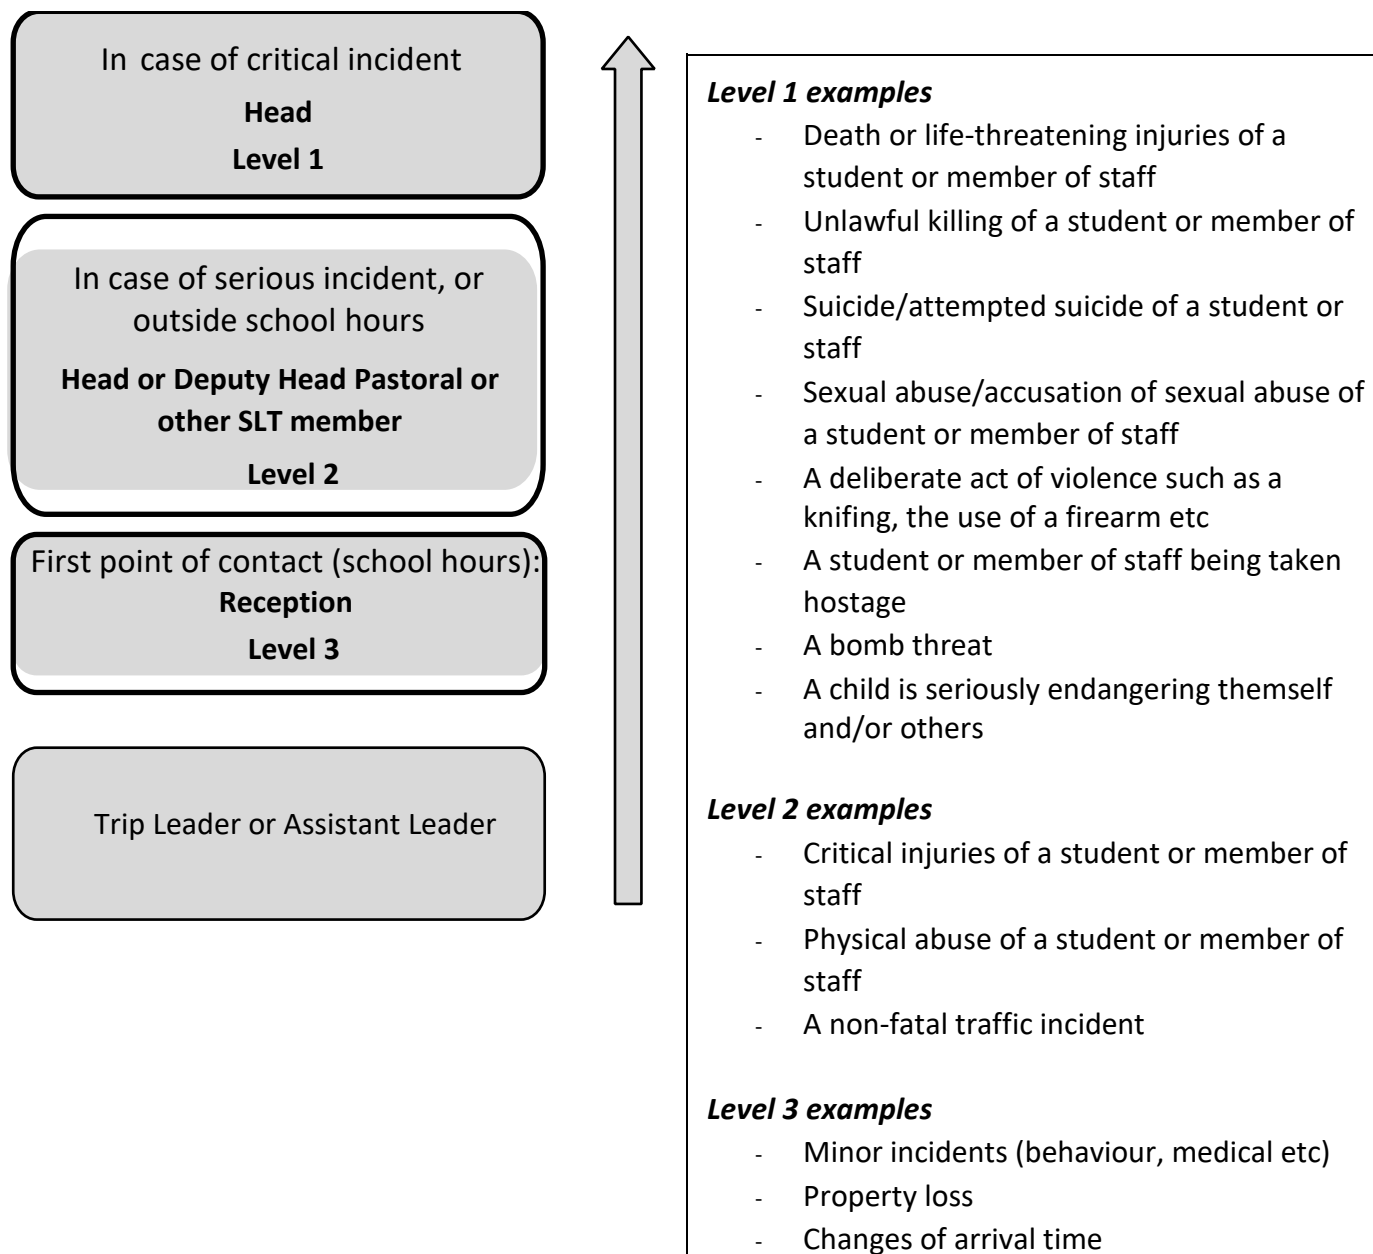 In case of critical incident
Head
Level 1
In case of serious incident, or
outside school hours
Head or Deputy Head Pastoral or
other SLT member
Level 2
First point of contact (school hours):
Reception
Level 3
Trip Leader or Assistant Leader
Level 1 examples
- Death or life-threatening injuries of a
student or member of staff
- Unlawful killing of a student or member of
staff
- Suicide/attempted suicide of a student or
staff
- Sexual abuse/accusation of sexual abuse of
a student or member of staff
- A deliberate act of violence such as a
knifing, the use of a firearm etc
- A student or member of staff being taken
hostage
- A bomb threat
- A child is seriously endangering themself
and/or others
Level 2 examples
- Critical injuries of a student or member of
staff
- Physical abuse of a student or member of
staff
- A non-fatal traffic incident
Level 3 examples
- Minor incidents (behaviour, medical etc)
- Property loss
- Changes of arrival time